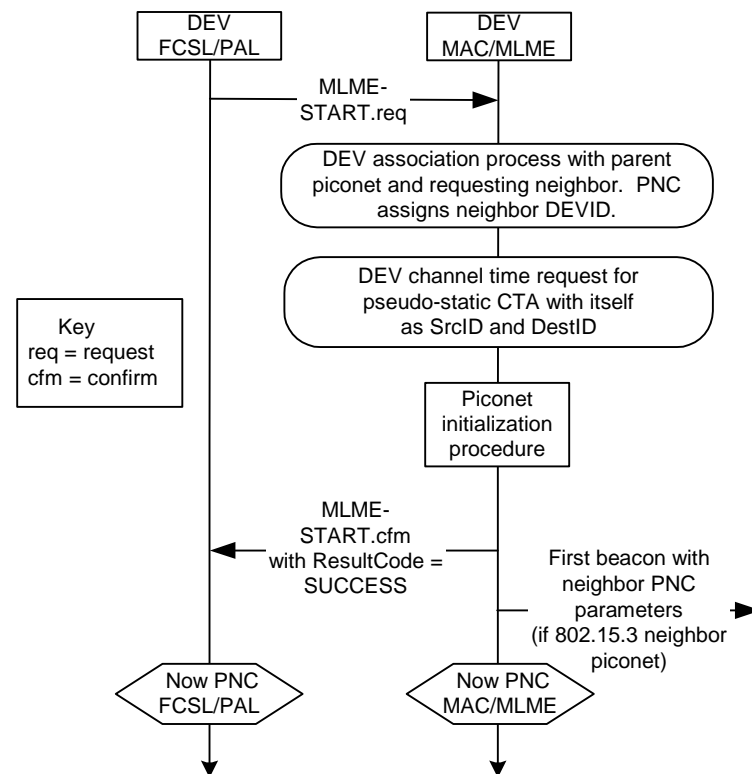 DEV
FCSL/PAL
DEV
MAC/MLME
MLME-
START.req
DEV association process with parent
piconet and requesting neighbor. PNC
assigns neighbor DEVID.
DEV channel time request for
pseudo-static CTA with itself
as SrcID and DestID
Key
req = request
cfm = confirm
Piconet
initialization
procedure
MLME-
START.cfm
with ResultCode =
SUCCESS
First beacon with
neighbor PNC
parameters
(if 802.15.3 neighbor
piconet)
Now PNC
FCSL/PAL
Now PNC
MAC/MLME